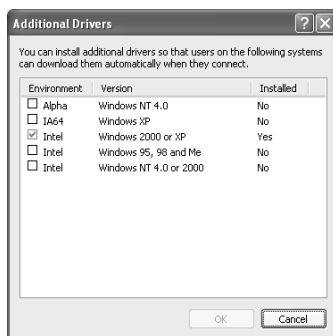 Additional Drivers
You can install additional drivers so that users on the following systems
can download them automatically when they connect.
Environment Version Installed
Alpha Windows NT 4.0 No
IA64 Windows XP No
Intel Windows 2000 or XP Yes
Intel Windows 95, 98 and Me No
Intel Windows NT 4.0 or 2000 No
OK Cancel